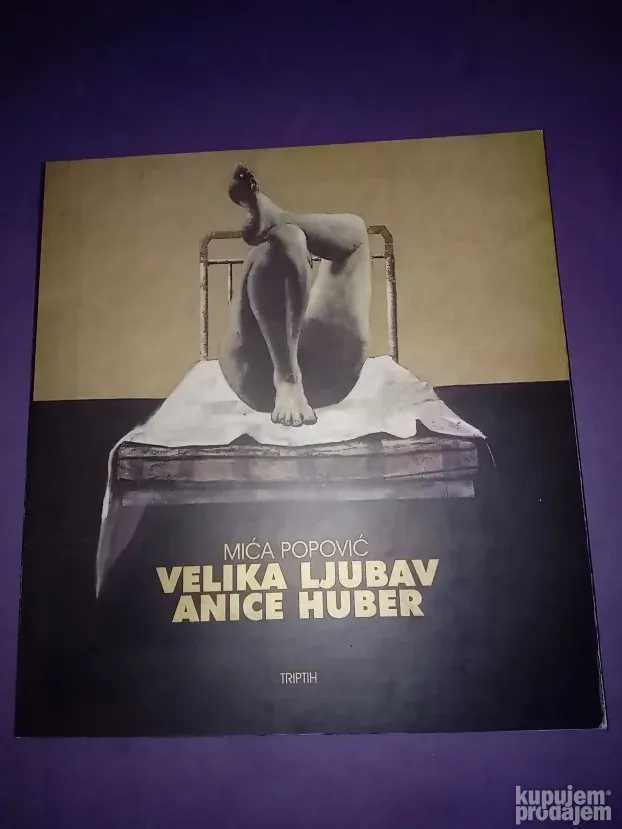 MIĆA POPOVIĆ
VELIKA LJUBAV
ANICE HUBER
TRIPTIH
kupujem®
prodajem